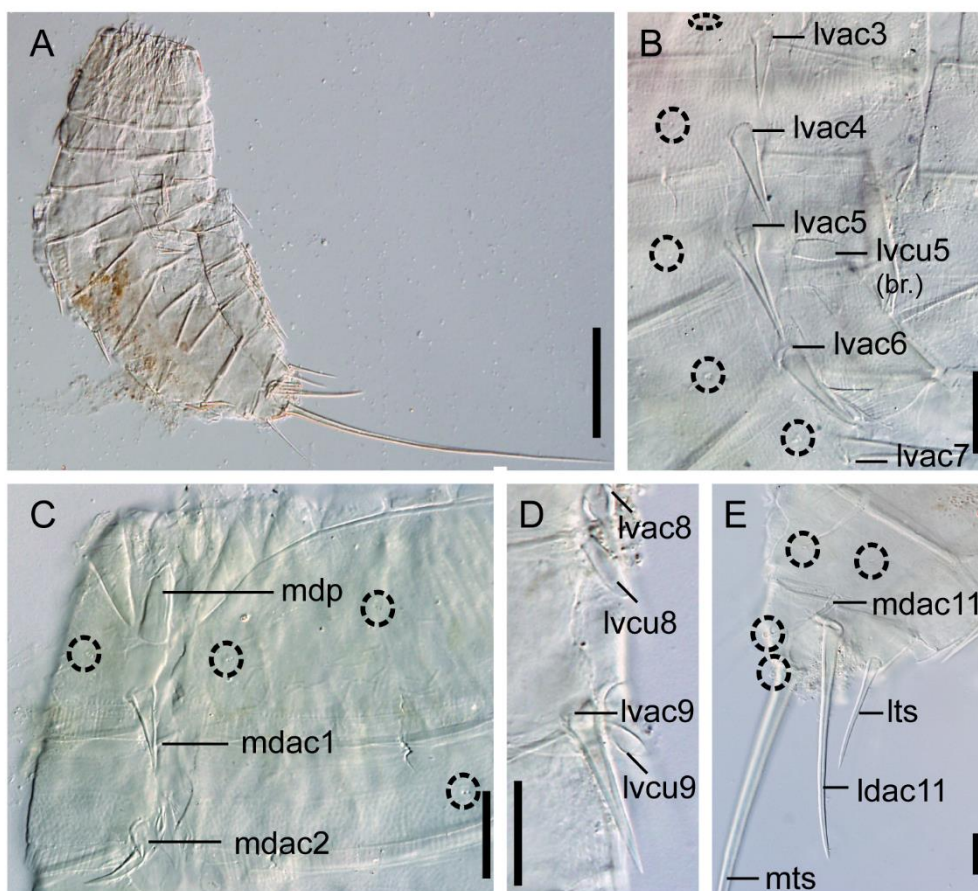 A
B
lvac3
lvac4
lvac5
lvcu5
(br.)
lvac6
lvac7
C
mdp
mdac1
mdac2
D
lvac8
lvcu8
lvac9
lvcu9
E
mdac11
lts
ldac11
mts